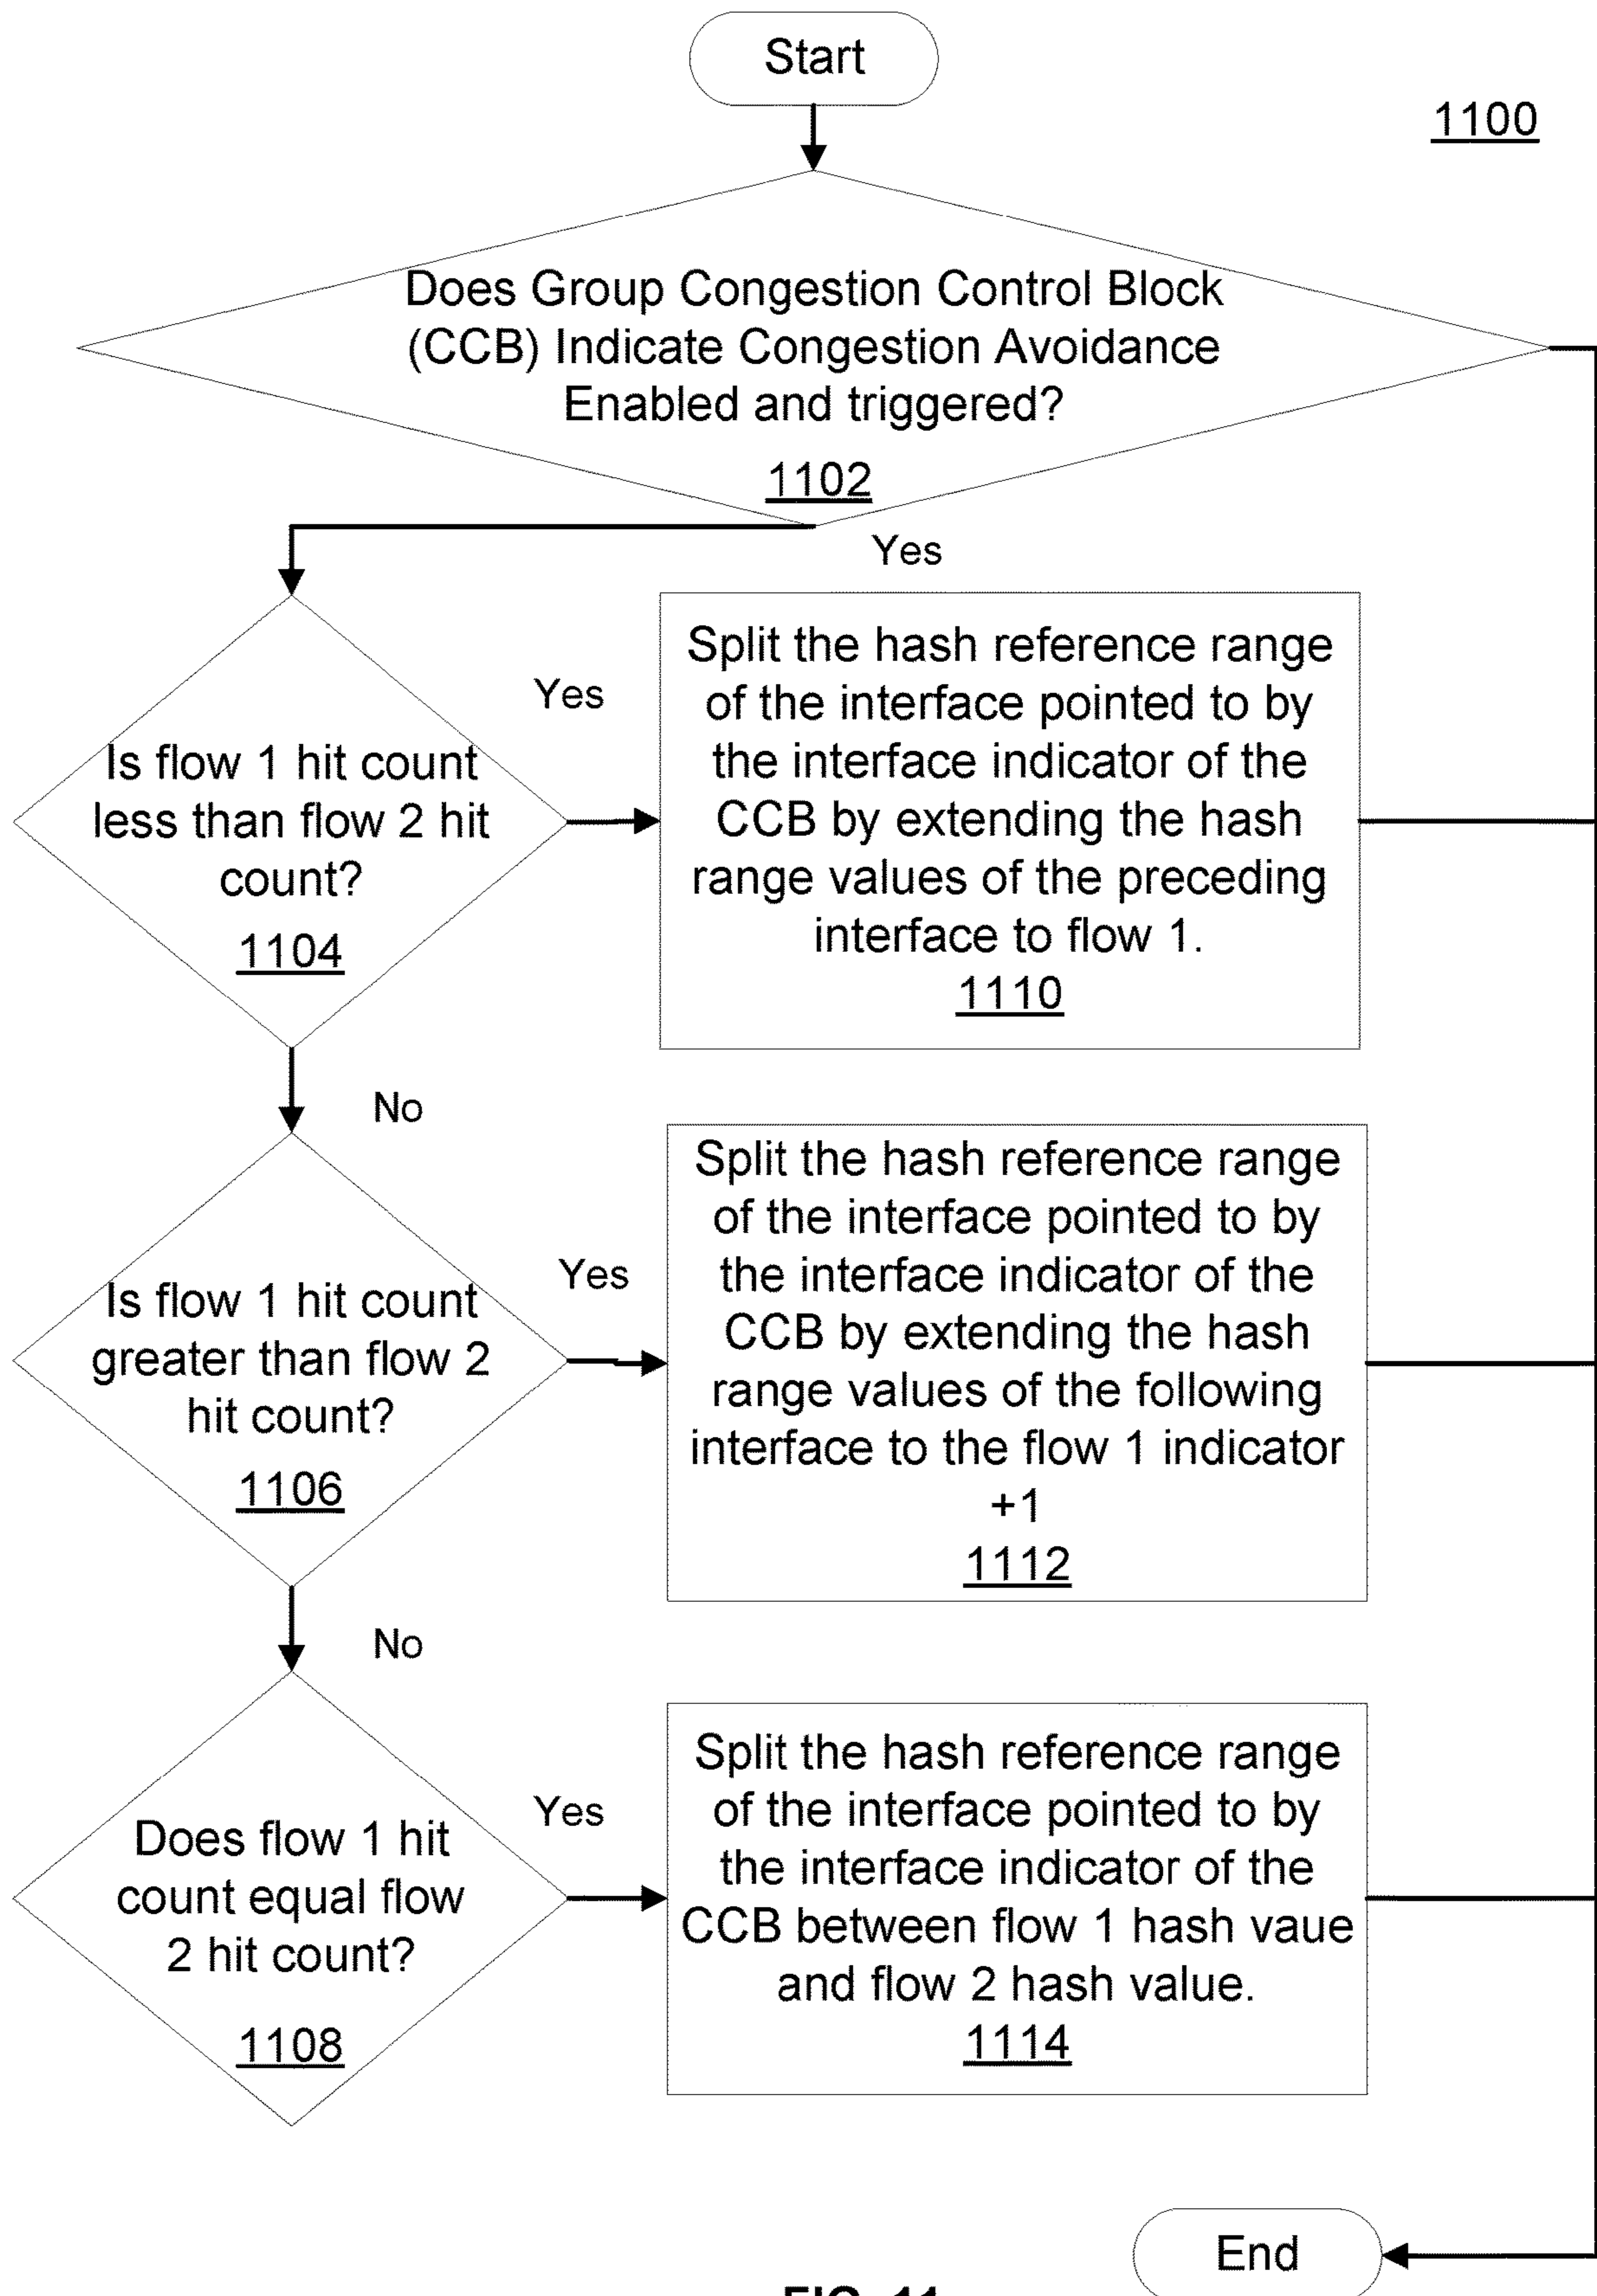 Start
1100
Does Group Congestion Control Block
(CCB) Indicate Congestion Avoidance
Enabled and triggered?
1102
Yes
Is flow 1 hit count
less than flow 2 hit
count?
1104
Yes
Split the hash reference range
of the interface pointed to by
the interface indicator of the
CCB by extending the hash
range values of the preceding
interface to flow 1.
1110
No
Is flow 1 hit count
greater than flow 2
hit count?
1106
Yes
Split the hash reference range
of the interface pointed to by
the interface indicator of the
CCB by extending the hash
range values of the following
interface to the flow 1 indicator
+1
1112
No
Does flow 1 hit
count equal flow
2 hit count?
1108
Yes
Split the hash reference range
of the interface pointed to by
the interface indicator of the
CCB between flow 1 hash vaue
and flow 2 hash value.
1114
End
FIG. 11